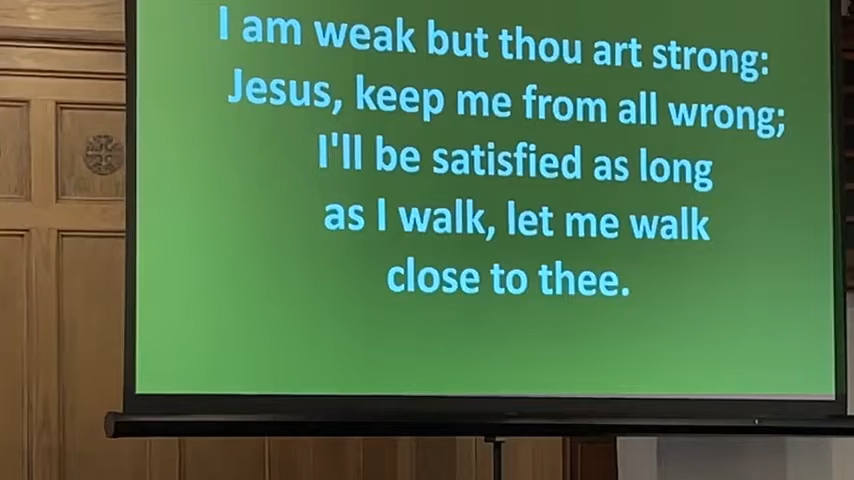 I am weak but thou art strong:
Jesus, keep me from all wrong;
I'll be satisfied as long
as I walk, let me walk
close to thee.